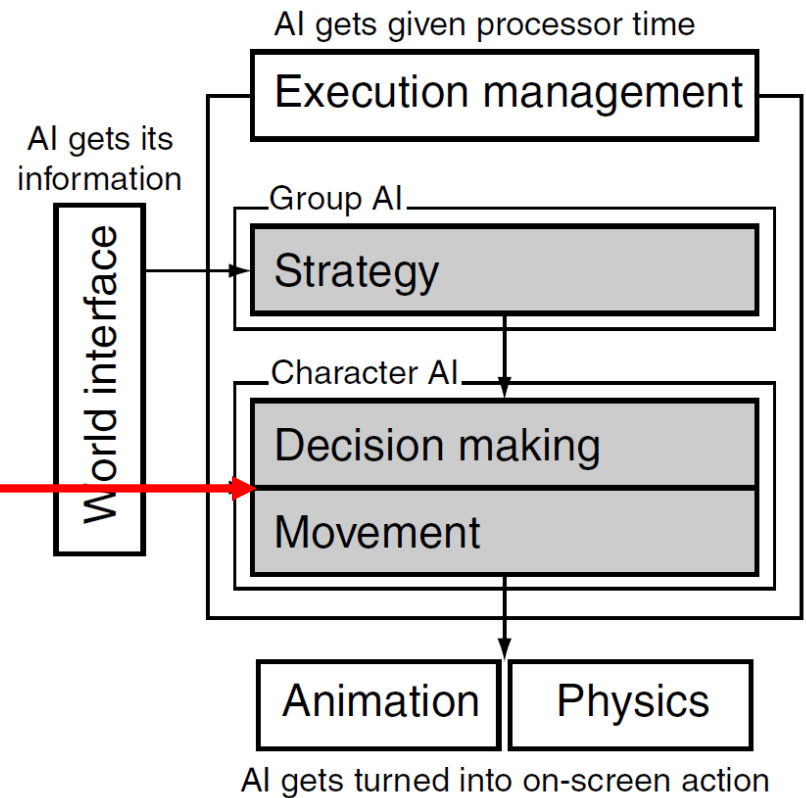 AI gets given processor time
Execution management
AI gets its
information
World interface
Group AI
Strategy
Character AI
Decision making
Movement
Animation
Physics
AI gets turned into on-screen action